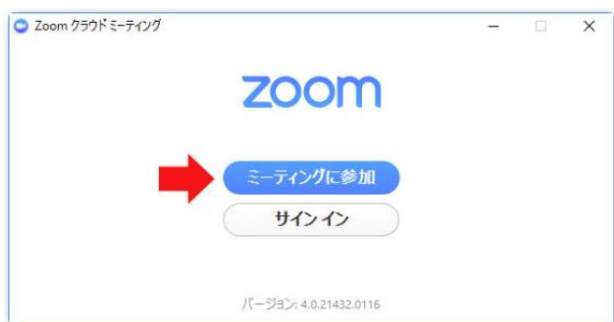 Zoom クラウド ミーティング
zoom
ミーティングに参加
サイン イン
バージョン: 4.0.21432.0116